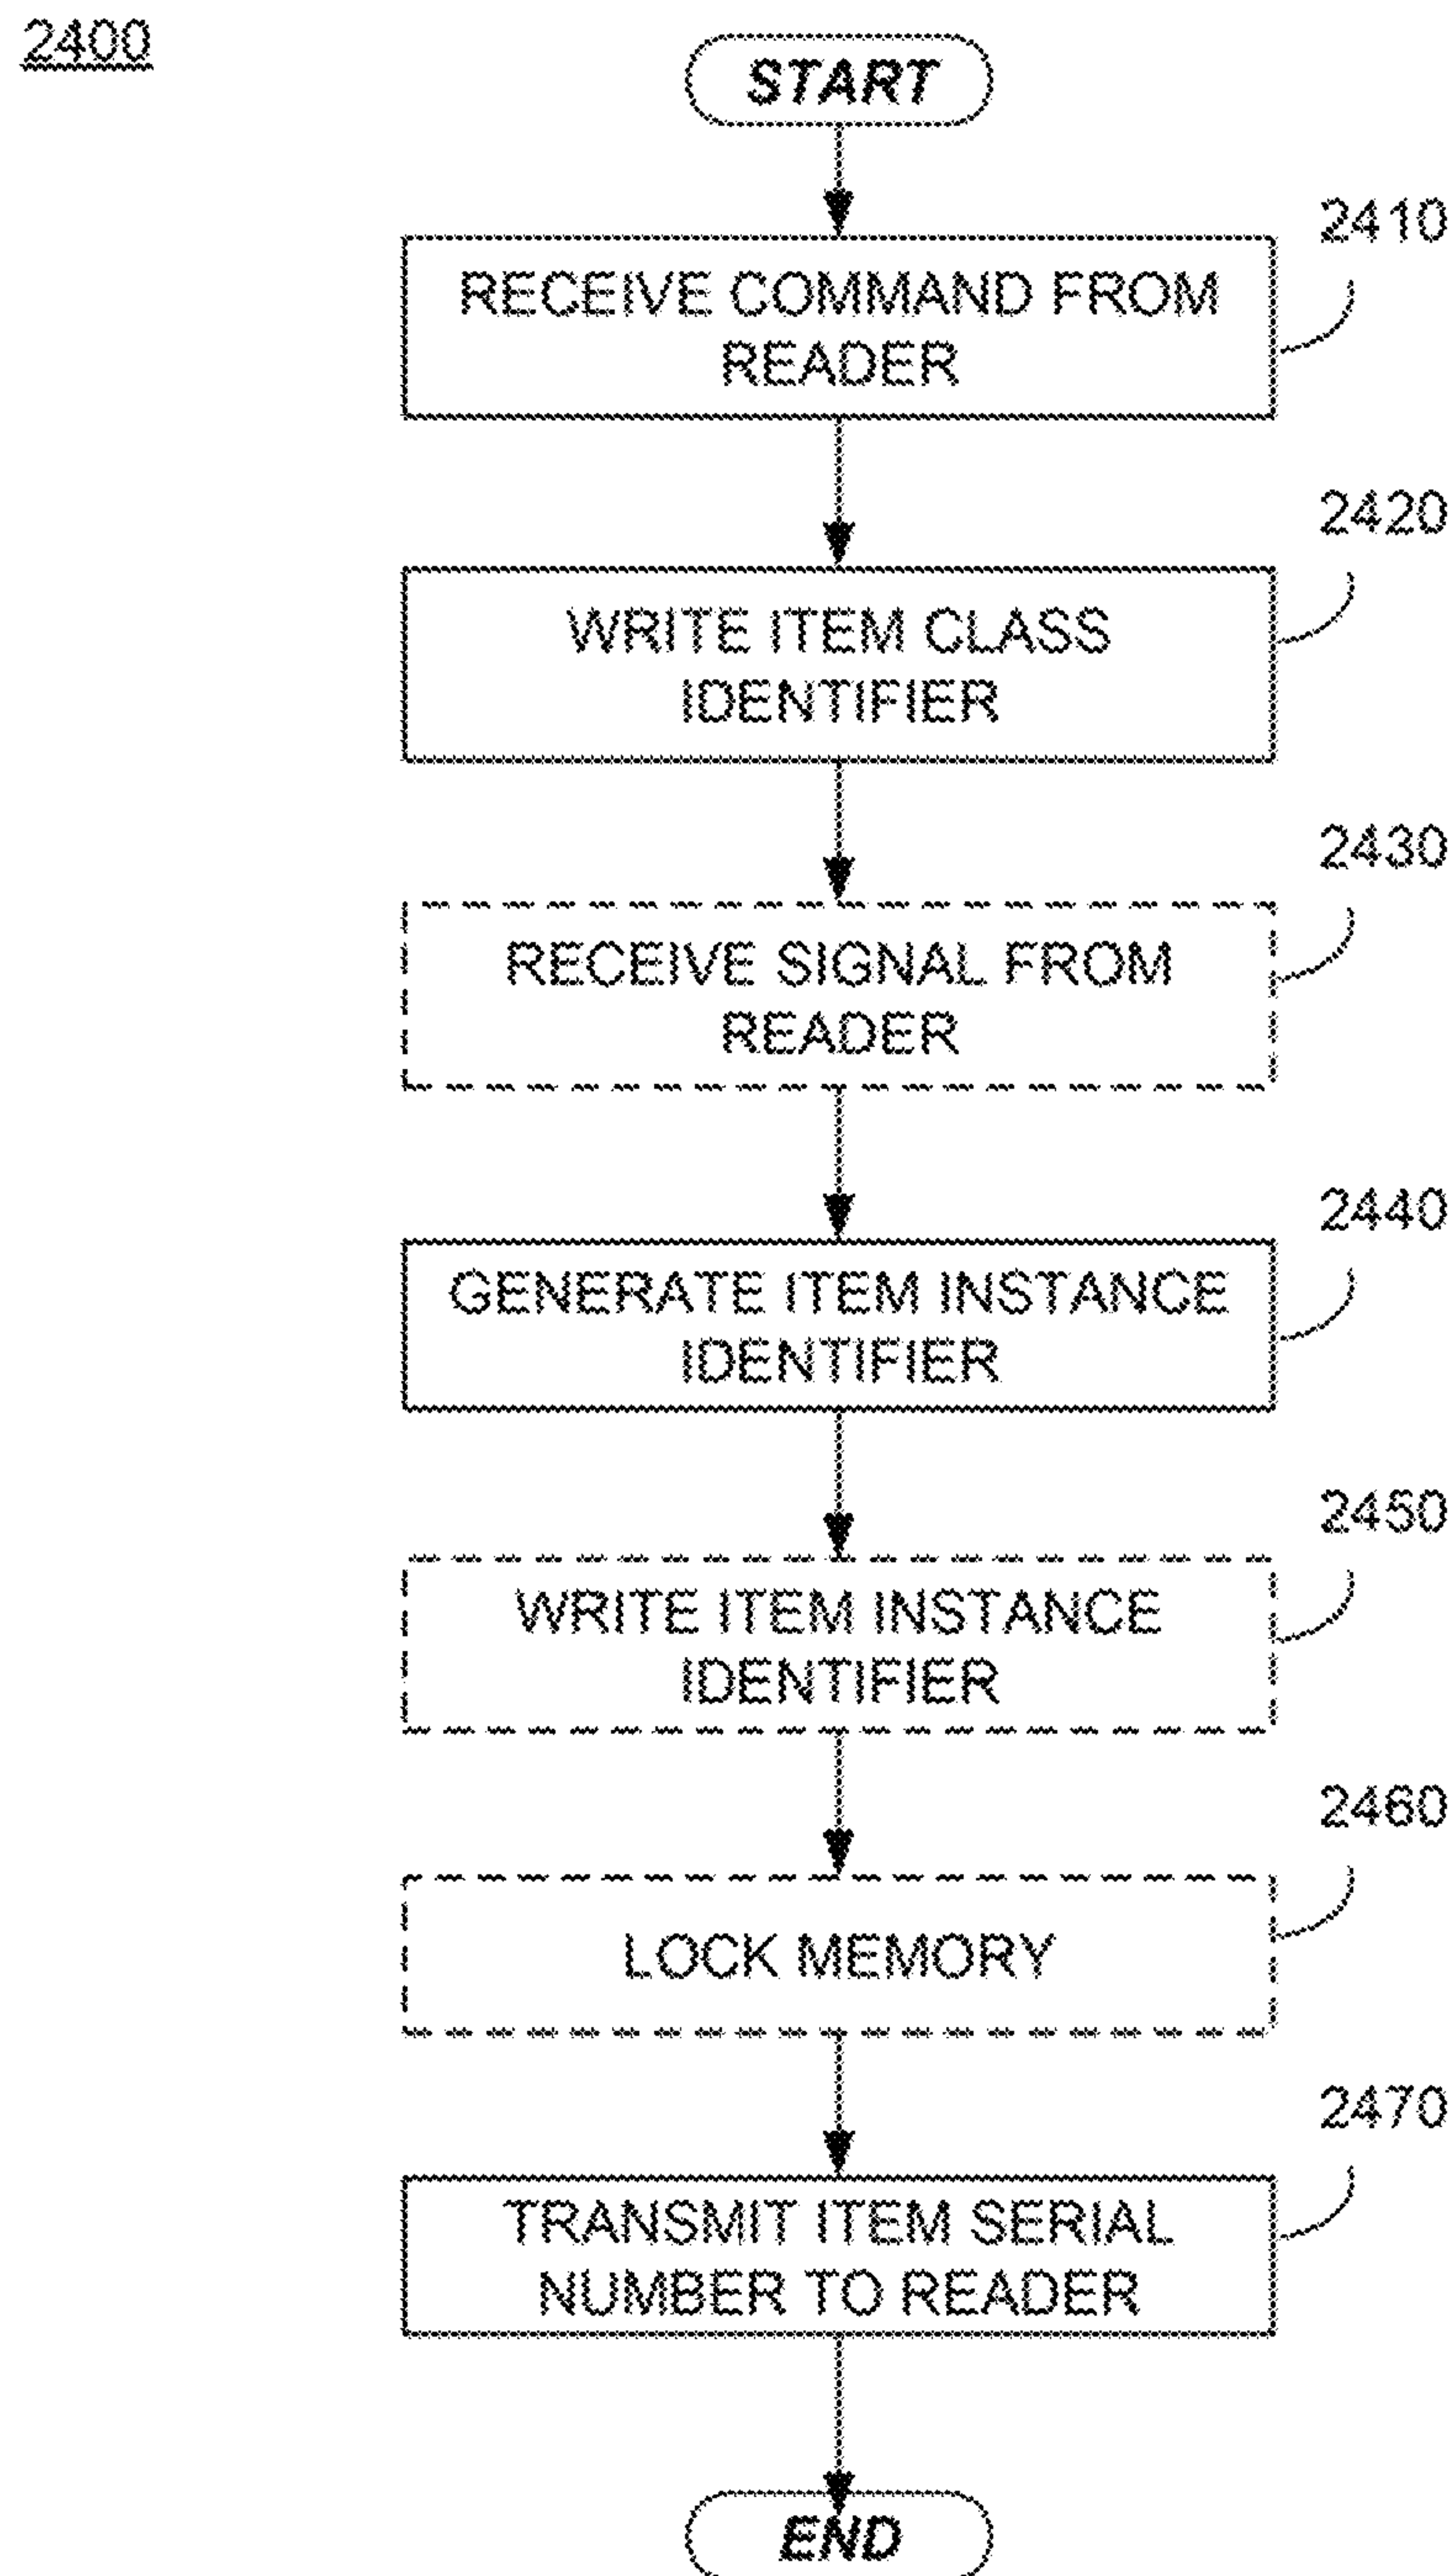 2400
START
2410
RECEIVE COMMAND FROM
READER
2420
WRITE ITEM CLASS
IDENTIFIER
2430
RECEIVE SIGNAL FROM
READER
2440
GENERATE ITEM INSTANCE
IDENTIFIER
2450
WRITE ITEM INSTANCE
IDENTIFIER
2460
LOCK MEMORY
2470
TRANSMIT ITEM SERIAL
NUMBER TO READER
END